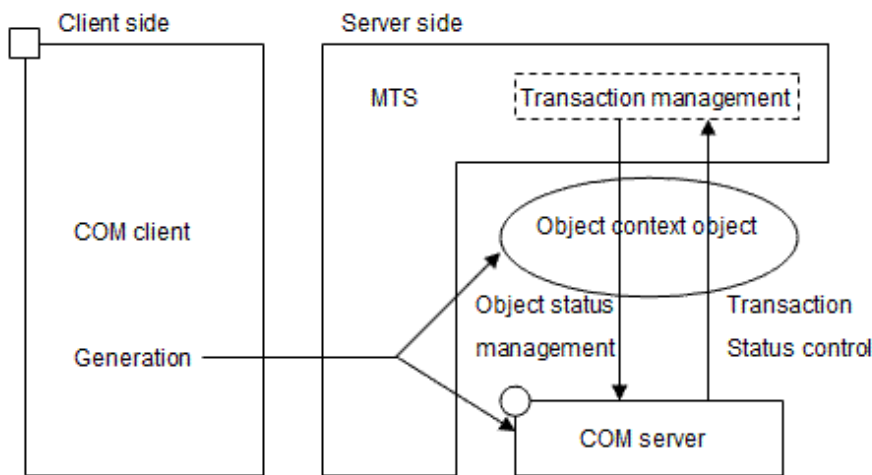 Client side
Server side
MTS
Transaction management
COM client
Object context object
Object status
management
Transaction
Status control
Generation
COM server